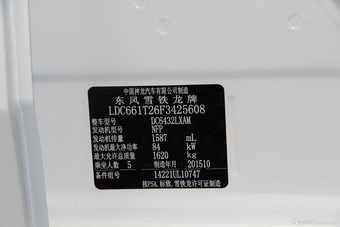 中国神龙汽车有限公司制造
东风雪铁龙牌
LDC661T26F3425608
整车型号 DC6432LXAM
发动机型号 NFP
发动机排量 1587 mL
发动机最大净功率 84 kW
最大允许总质量 1620 kg
乘坐人数 5 制造年月 201510
备件组号 14221UL10747
按PSA.标致.雪铁龙许可证制造